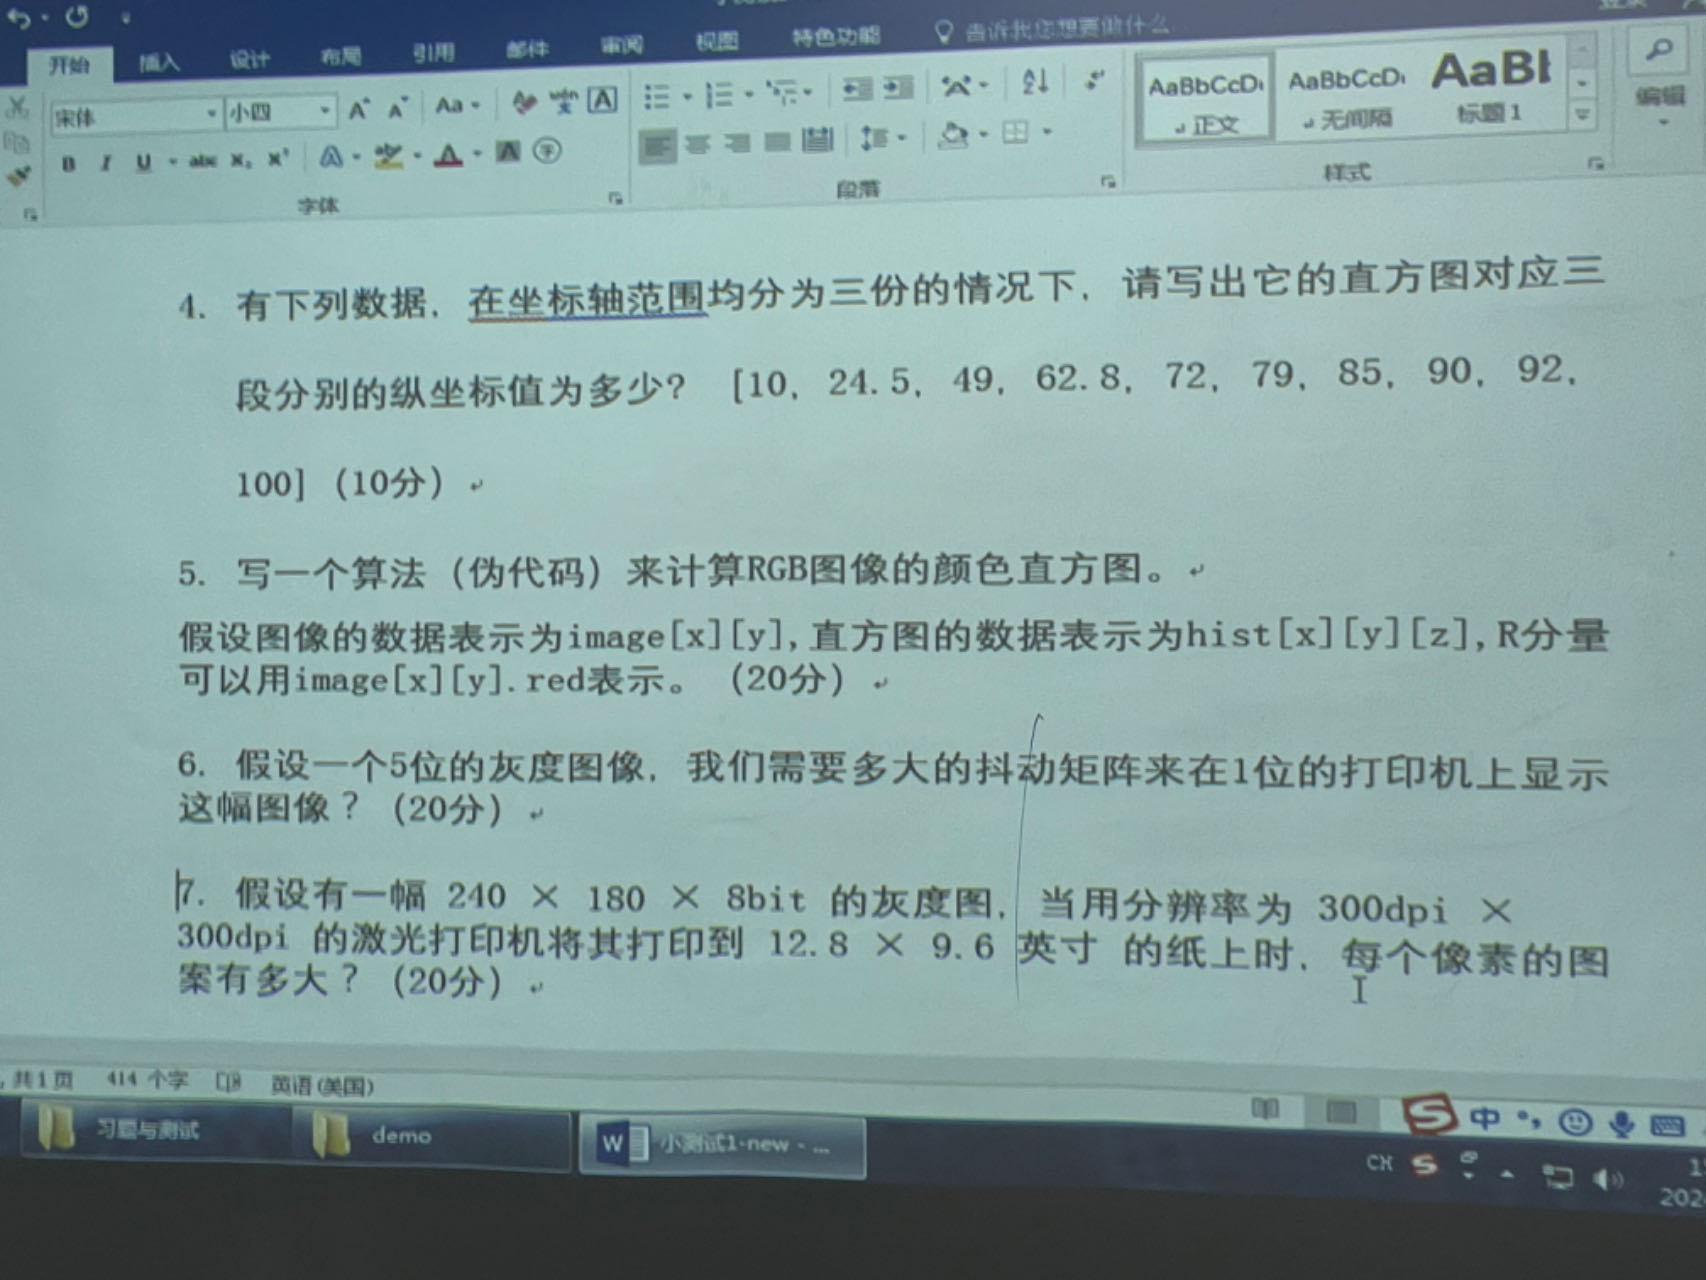 开始 插入 设计 布局 引用 邮件 审阅 视图 特色功能 告诉我您想要做什么
宋体 小四 Aa
AaBbCcDc AaBbCcDc AaBl
正文 无间隔 标题 1
编辑
B I U abc
字体 段落 样式
4. 有下列数据，在坐标轴范围均分为三份的情况下，请写出它的直方图对应三
段分别的纵坐标值为多少？ [10, 24.5, 49, 62.8, 72, 79, 85, 90, 92,
100]（10分）
5. 写一个算法（伪代码）来计算RGB图像的颜色直方图。
假设图像的数据表示为image[x][y],直方图的数据表示为hist[x][y][z],R分量
可以用image[x][y].red表示。（20分）
6. 假设一个5位的灰度图像，我们需要多大的抖动矩阵来在1位的打印机上显示
这幅图像？（20分）
7. 假设有一幅 240 × 180 × 8bit 的灰度图，当用分辨率为 300dpi ×
300dpi 的激光打印机将其打印到 12.8 × 9.6 英寸 的纸上时，每个像素的图
案有多大？（20分）
，共1页 414 个字 英语(美国)
习题与测试 demo 小测试1-new - ...
中
CH